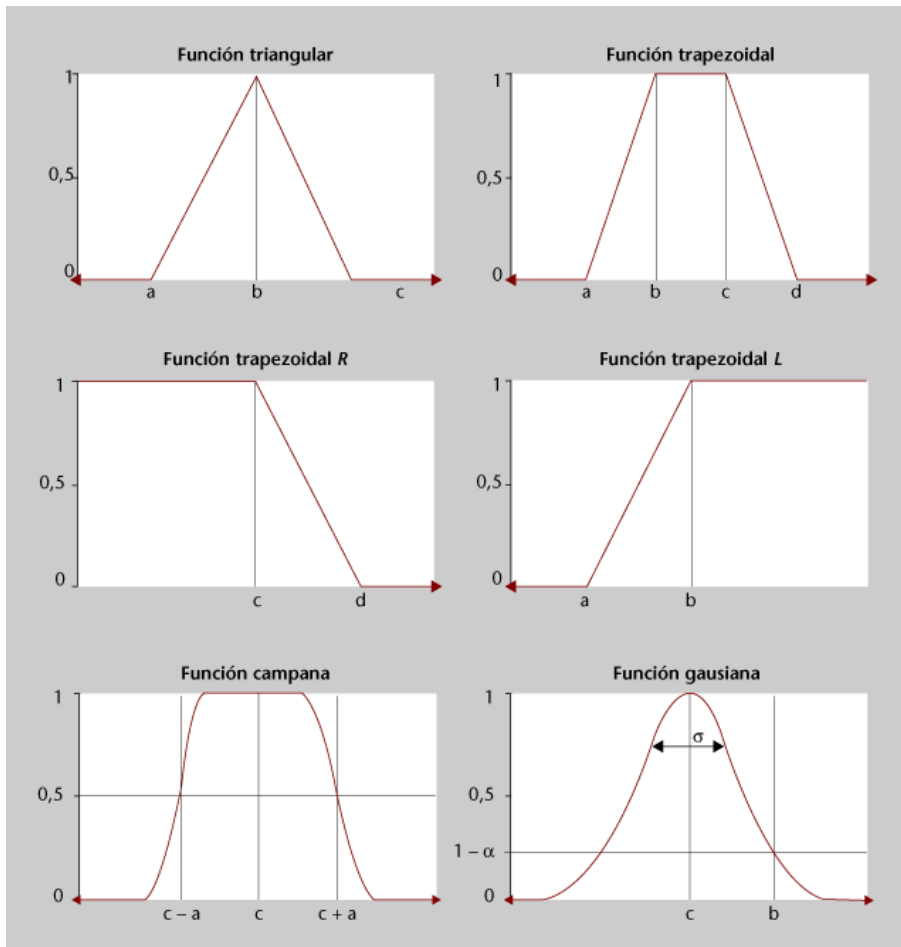 Función triangular
1
0,5
0
a b c
Función trapezoidal
1
0,5
0
a b c d
Función trapezoidal R
1
0,5
0
c d
Función trapezoidal L
1
0,5
0
a b
Función campana
1
0,5
0
c – a c c + a
Función gausiana
1
σ
0,5
1 – α
0
c b